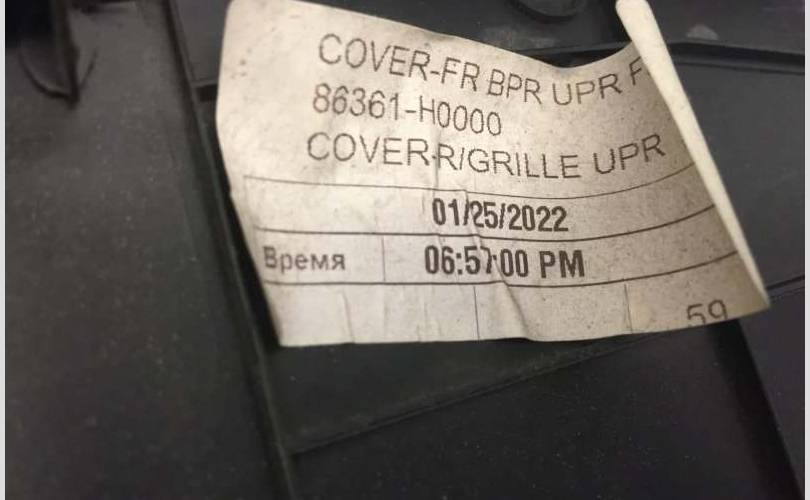 COVER-FR BPR UPR F
86361-H0000
COVER-R/GRILLE UPR
01/25/2022
Время 06:57:00 PM
59